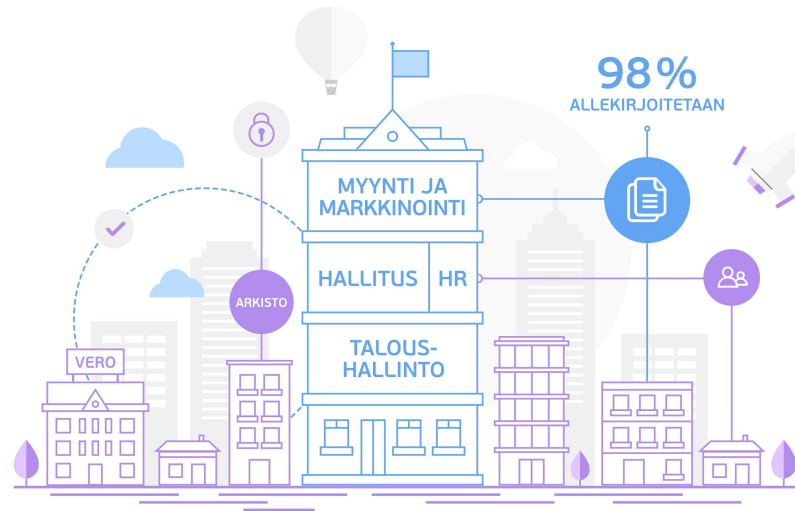 98%
ALLEKIRJOITETAAN
MYYNTI JA
MARKKINOINTI
HALLITUS
HR
ARKISTO
TALOUS-
HALLINTO
VERO